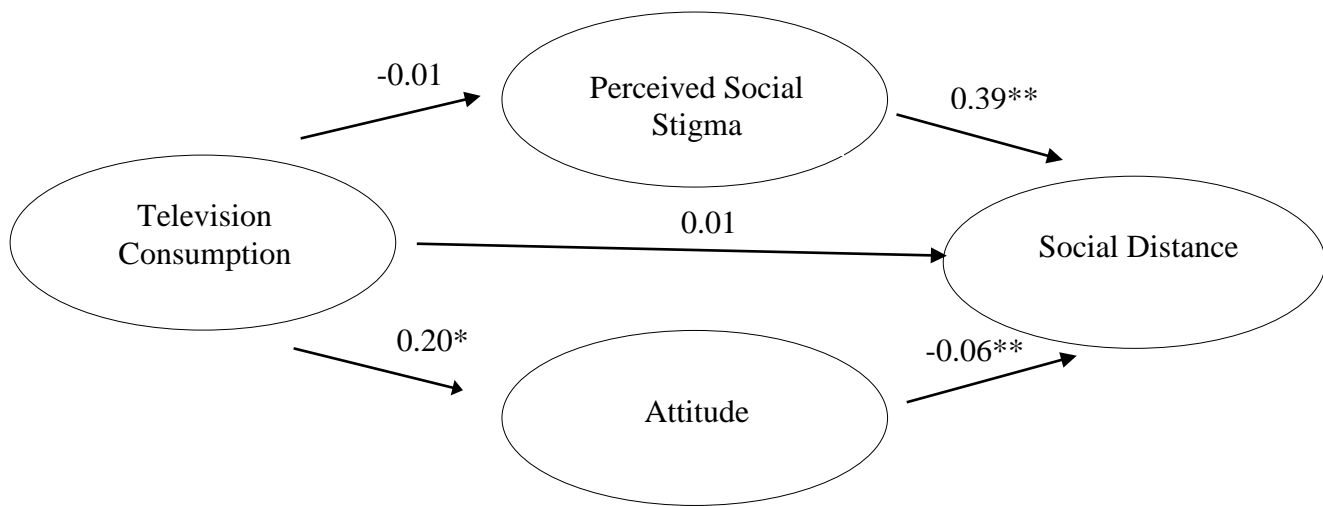 -0.01
Perceived Social
Stigma
0.39**
Television
Consumption
0.01
Social Distance
0.20*
Attitude
-0.06**